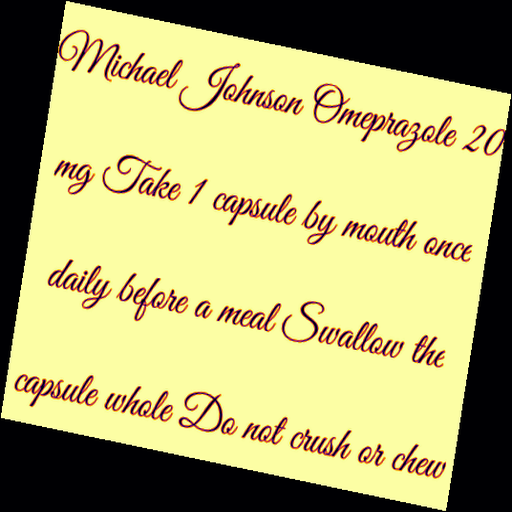 Michael Johnson Omeprazole 20
mg Take 1 capsule by mouth once
daily before a meal Swallow the
capsule whole Do not crush or chew